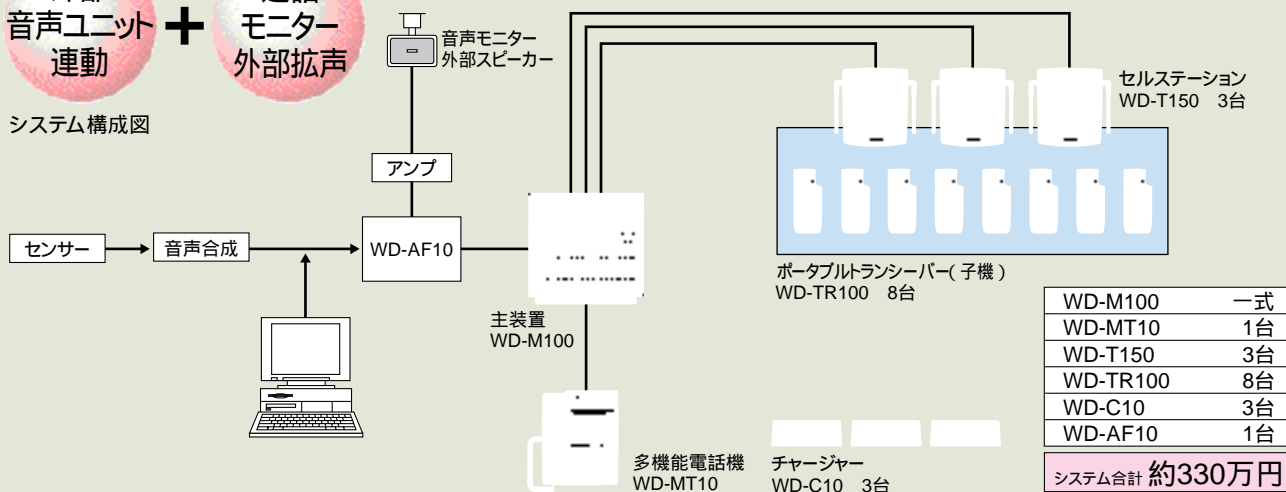 音声ユニット
連動
+
モニター
外部拡声
システム構成図
音声モニター
外部スピーカー
セルステーション
WD-T150 3台
アンプ
センサー
音声合成
WD-AF10
ポータブルトランシーバー(子機)
WD-TR100 8台
主装置
WD-M100
多機能電話機
WD-MT10
チャージャー
WD-C10 3台
WD-M100 一式
WD-MT10 1台
WD-T150 3台
WD-TR100 8台
WD-C10 3台
WD-AF10 1台
システム合計 約330万円